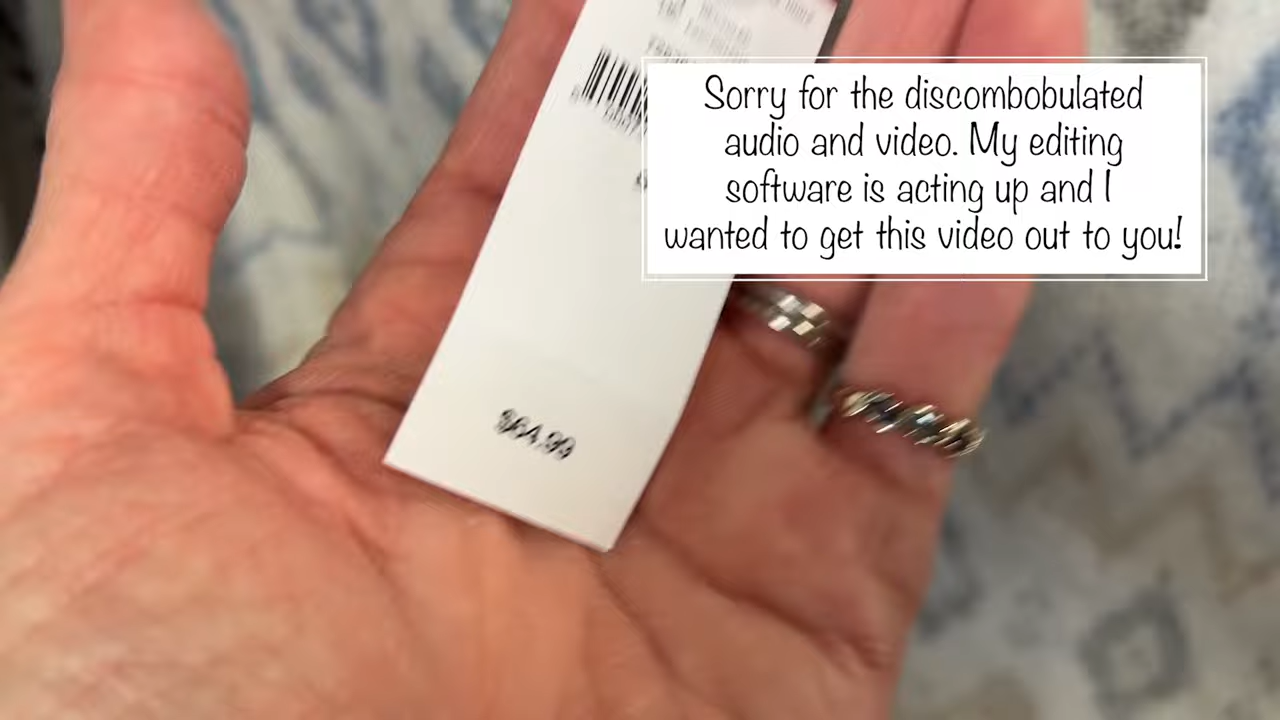 Sorry for the discombobulated
audio and video. My editing
software is acting up and I
wanted to get this video out to you!
$64.99